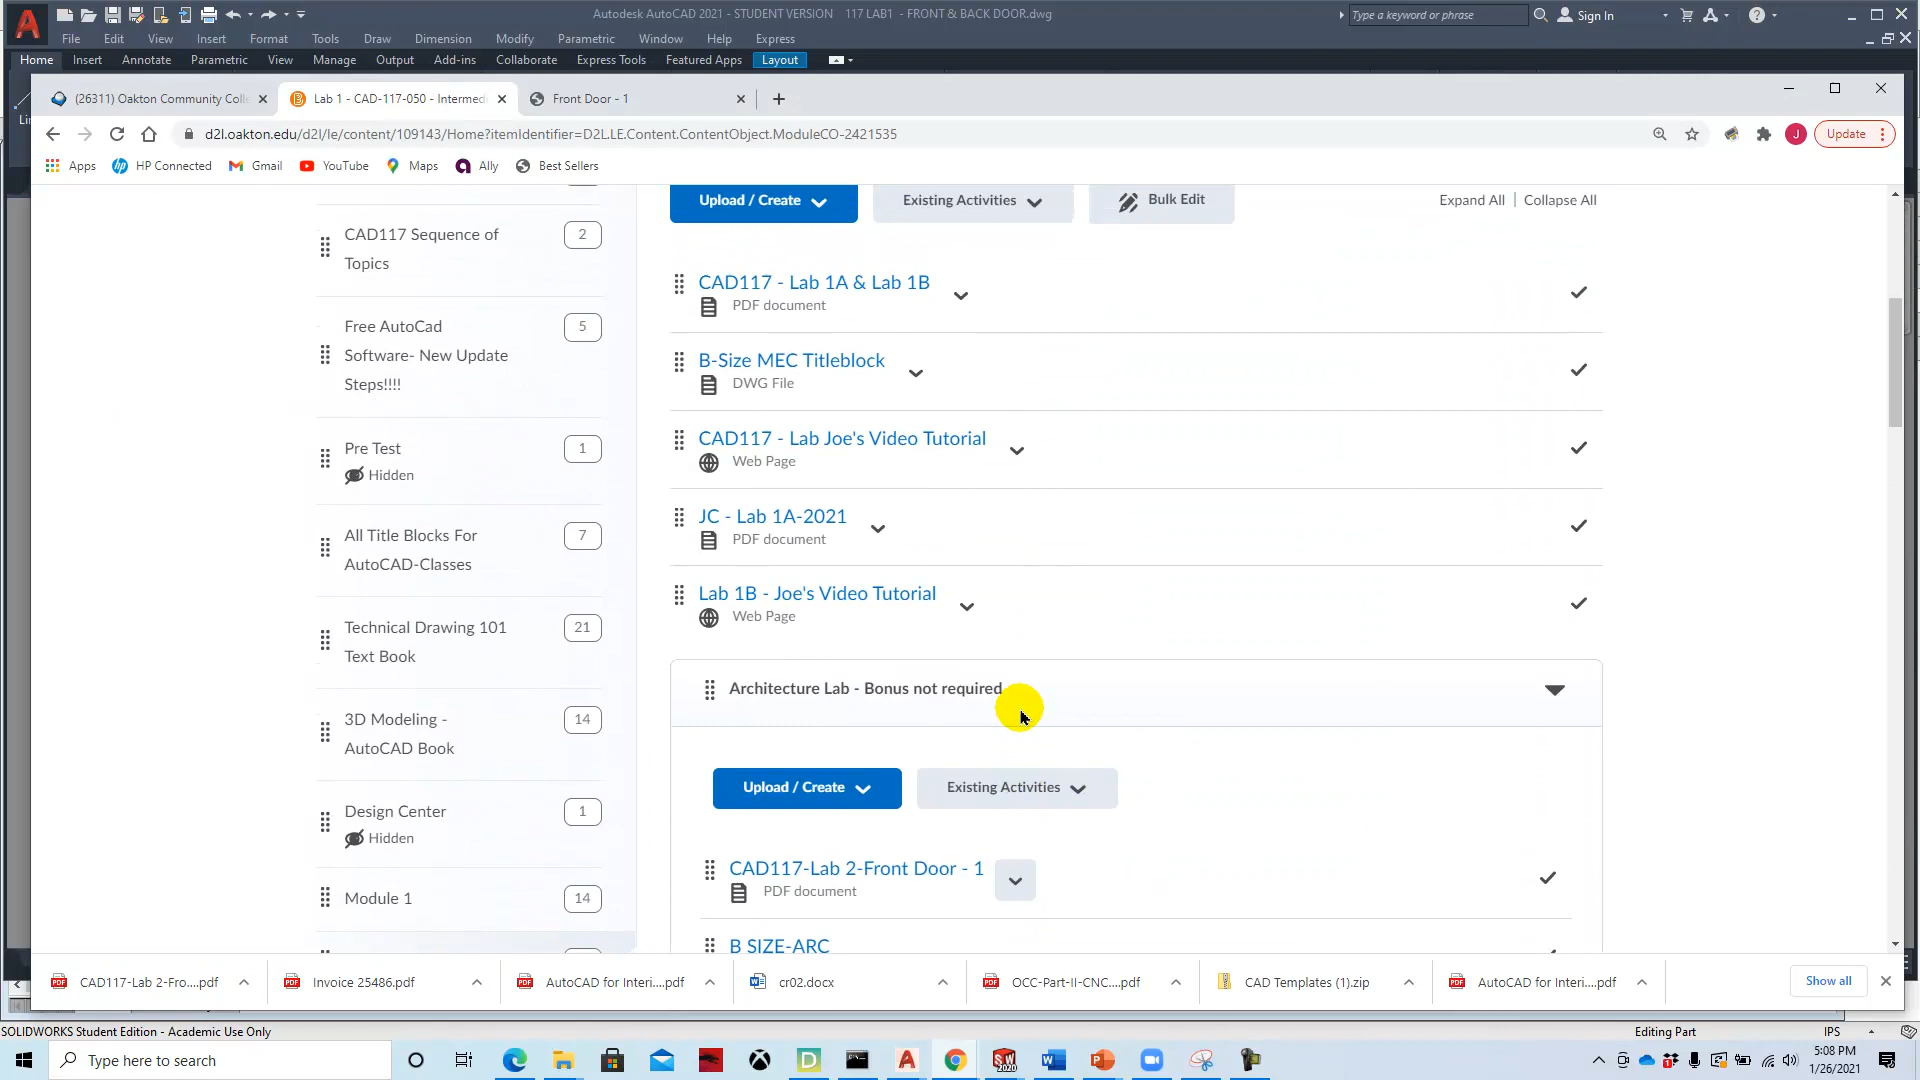 Autodesk AutoCAD 2021 - STUDENT VERSION 117 LAB1 - FRONT & BACK DOOR.dwg
Type a keyword or phrase
Sign In
File Edit View Insert Format Tools Draw Dimension Modify Parametric Window Help Express
Home Insert Annotate Parametric View Manage Output Add-ins Collaborate Express Tools Featured Apps Layout
(26311) Oakton Community Coll
Lab 1 - CAD-117-050 - Intermed
Front Door - 1
d2l.oakton.edu/d2l/le/content/109143/Home?itemIdentifier=D2L.LE.Content.ContentObject.ModuleCO-2421535
J
Update
Apps HP Connected Gmail YouTube Maps Ally Best Sellers
Upload / Create
Existing Activities
Bulk Edit
Expand All | Collapse All
CAD117 Sequence of
Topics
2
Free AutoCad
Software- New Update
Steps!!!!
5
Pre Test
1
Hidden
All Title Blocks For
AutoCAD-Classes
7
Technical Drawing 101
Text Book
21
3D Modeling -
AutoCAD Book
14
Design Center
1
Hidden
Module 1
14
CAD117 - Lab 1A & Lab 1B
PDF document
B-Size MEC Titleblock
DWG File
CAD117 - Lab Joe's Video Tutorial
Web Page
JC - Lab 1A-2021
PDF document
Lab 1B - Joe's Video Tutorial
Web Page
Architecture Lab - Bonus not required
Upload / Create
Existing Activities
CAD117-Lab 2-Front Door - 1
PDF document
B SIZE-ARC
CAD117-Lab 2-Fro....pdf
Invoice 25486.pdf
AutoCAD for Interi....pdf
cr02.docx
OCC-Part-II-CNC....pdf
CAD Templates (1).zip
AutoCAD for Interi....pdf
Show all
SOLIDWORKS Student Edition - Academic Use Only
Editing Part
IPS
Type here to search
5:08 PM
1/26/2021